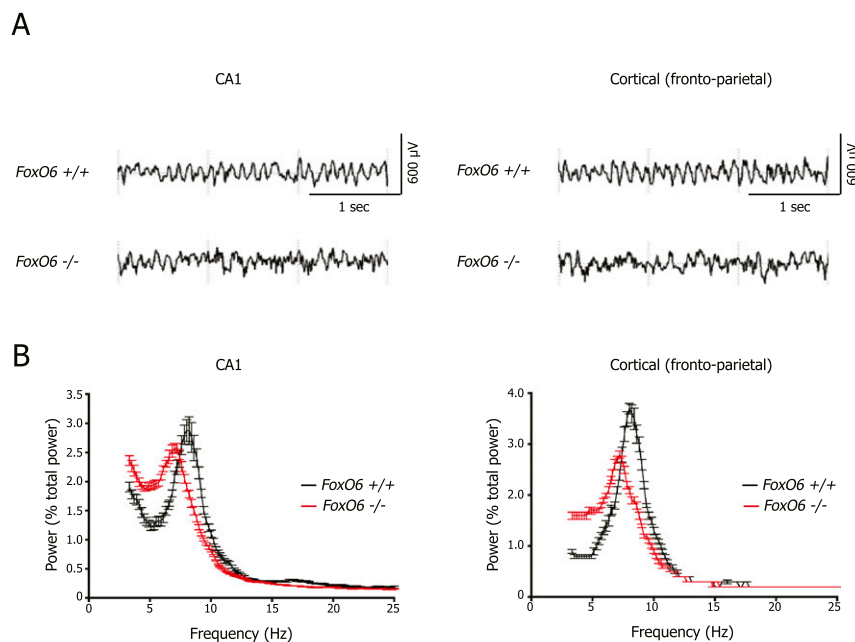 A
CA1
Cortical (fronto-parietal)
FoxO6 +/+
600 µV
1 sec
FoxO6 +/+
600 µV
1 sec
FoxO6 -/-
FoxO6 -/-
B
CA1
Cortical (fronto-parietal)
Power (% total power)
3.5
3.0
2.5
2.0
1.5
1.0
0.5
0
0
5
10
15
20
25
Frequency (Hz)
FoxO6 +/+
FoxO6 -/-
Power (% total power)
4.0
3.0
2.0
1.0
0
0
5
10
15
20
25
Frequency (Hz)
FoxO6 +/+
FoxO6 -/-